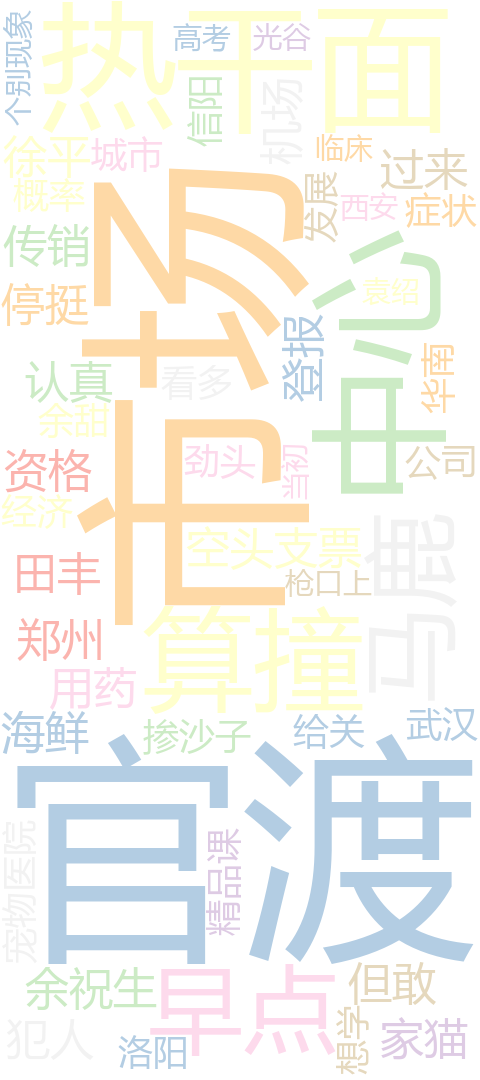 个别现象
热干面
高考
光谷
信阳
机场
徐平
城市
临床
过来
概率
发展
西安
症状
传销
市场
中心
停挺
袁绍
登报
认真
看多
华南
余甜
资格
劲头
当初
公司
经济
空头支票
马鹿
田丰
枪口上
郑州
算撞
用药
海鲜
掺沙子
给关
武汉
官渡
宠物医院
精品课
余祝生
早点
但敢
犯人
洛阳
想学
家猫